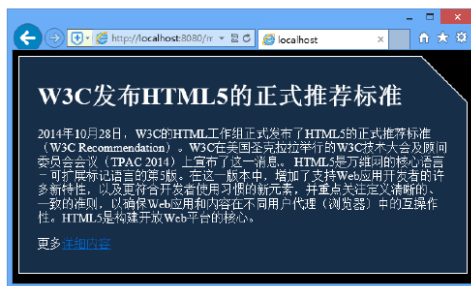 http://localhost:8080/m
localhost
W3C发布HTML5的正式推荐标准
2014年10月28日，W3C的HTML工作组正式发布了HTML5的正式推荐标准
（W3C Recommendation）。W3C在美国圣克拉拉举行的W3C技术大会及顾问
委员会会议（TPAC 2014）上宣布了这一消息。HTML5是万维网的核心语言
－可扩展标记语言的第5版。在这一版本中，增加了支持Web应用开发者的许
多新特性，以及更符合开发者使用习惯的新元素，并重点关注定义清晰的、
一致的准则，以确保Web应用和内容在不同用户代理（浏览器）中的互操作
性。HTML5是构建开放Web平台的核心。
更多详细内容